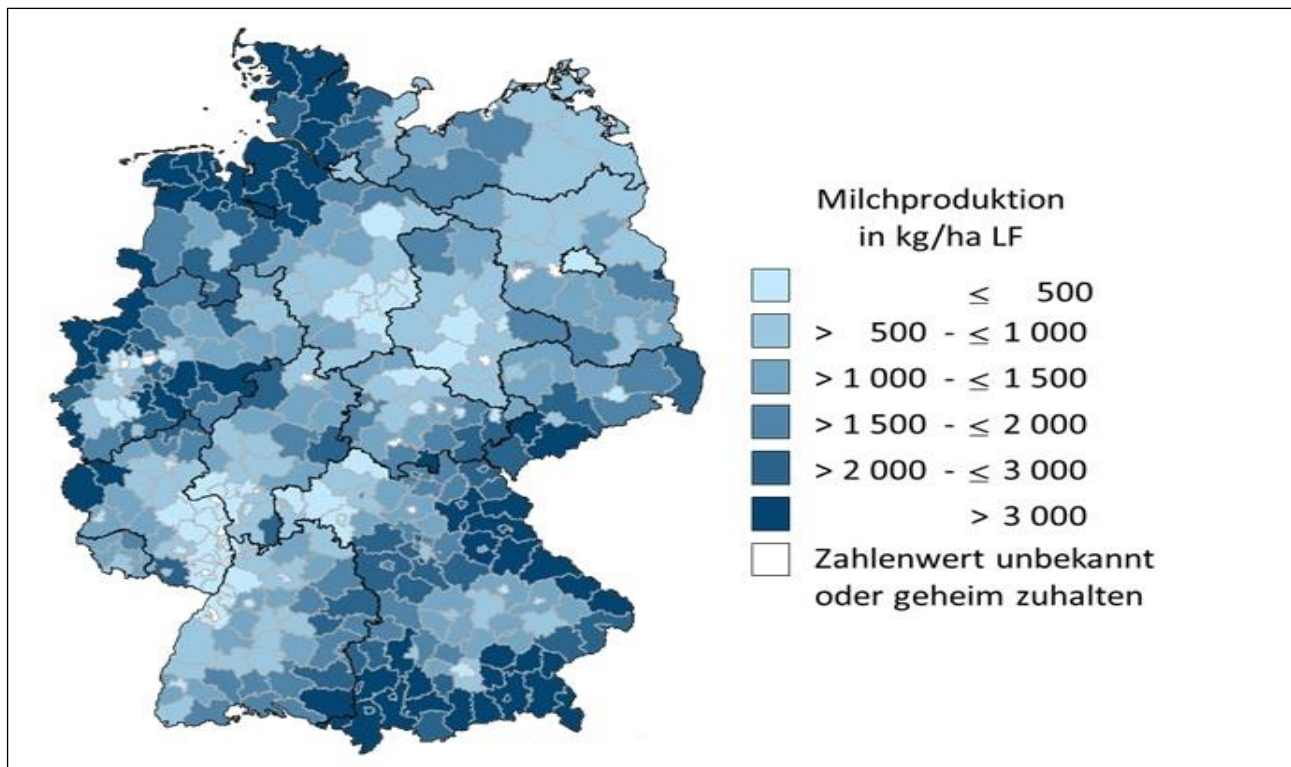 Milchproduktion
in kg/ha LF
≤ 500
> 500 - ≤ 1 000
> 1 000 - ≤ 1 500
> 1 500 - ≤ 2 000
> 2 000 - ≤ 3 000
> 3 000
Zahlenwert unbekannt
oder geheim zuhalten